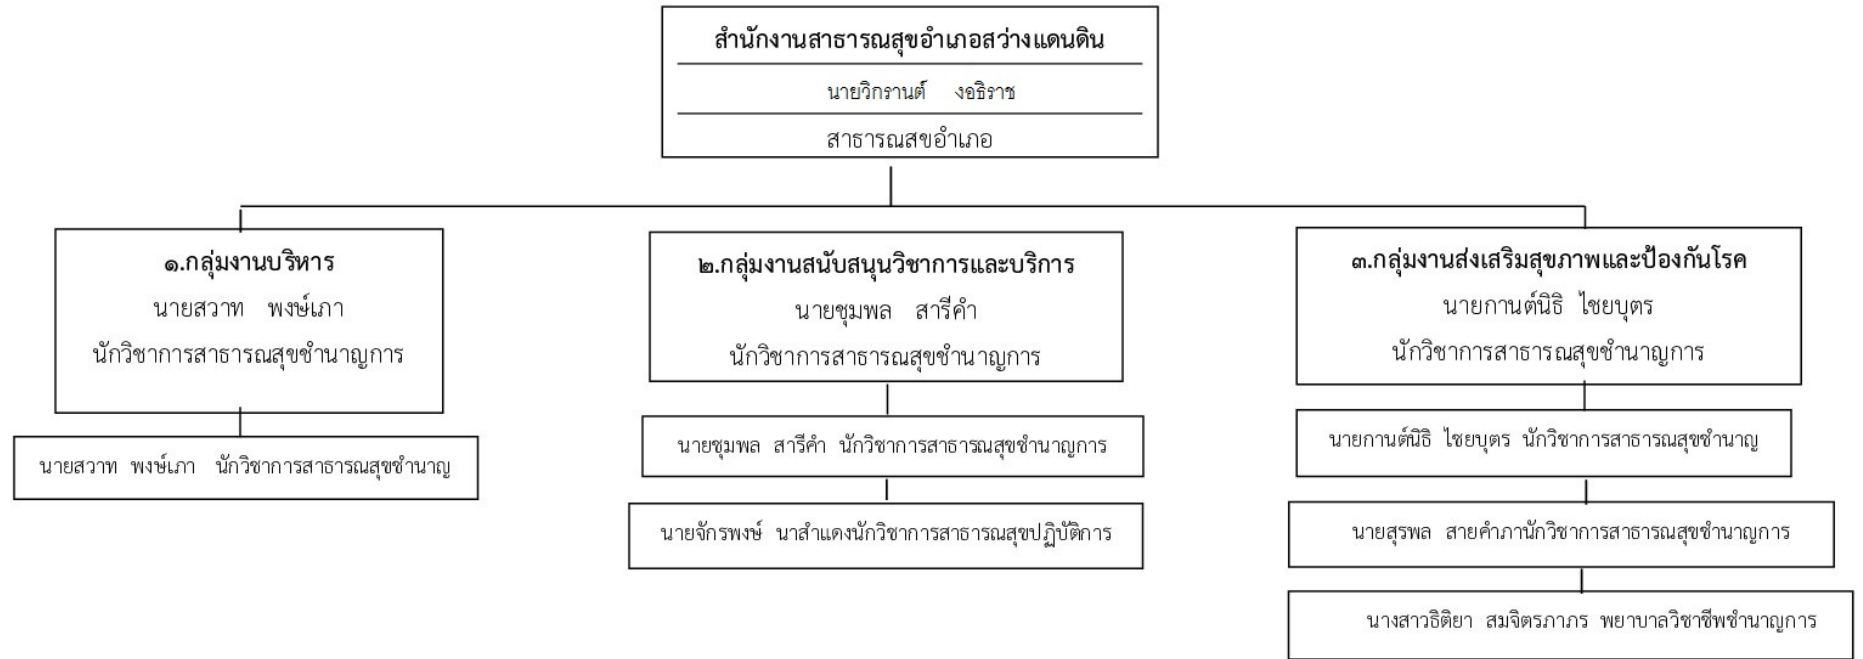 สำนักงานสาธารณสุขอำเภอสว่างแดนดิน
นายวิกรานต์ งอธิราช
สาธารณสขอำเภอ
๑.กลุ่มงานบริหาร
นายสวาท พงษ์เภา
นักวิชาการสาธารณสุขชำนาญการ
นายสวาท พงษ์เภา นักวิชาการสาธารณสุขชำนาญ
๒.กลุ่มงานสนับสนุนวิชาการและบริการ
นายชุมพล สารีคำ
นักวิชาการสาธารณสุขชำนาญการ
นายชุมพล สารีคำ นักวิชาการสาธารณสุขชำนาญการ
นายจักรพงษ์ นาสำแดงนักวิชาการสาธารณสุขปฏิบัติการ
๓.กลุ่มงานส่งเสริมสุขภาพและป้องกันโรค
นายกานต์นิธิ ไชยบุตร
นักวิชาการสาธารณสุขชำนาญการ
นายกานต์นิธิ ไชยบุตร นักวิชาการสาธารณสุขชำนาญ
นายสุรพล สายคำภานักวิชาการสาธารณสุขชำนาญการ
นางสาวธิติยา สมจิตรภาภร พยาบาลวิชาชีพชำนาญการ